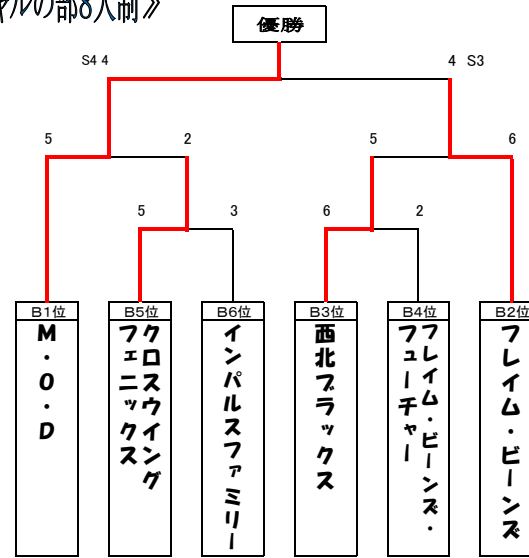 ャルの部8人制》
優勝
S4 4
4 S3
5
2
5
6
5
3
6
2
B1位
B5位
B6位
B3位
B4位
B2位
M・O・D
クロスウイング
フェニックス
インパルスファミリー
西北ブラックス
フレイム・ビーンズ・
フューチャー
フレイム・ビーンズ